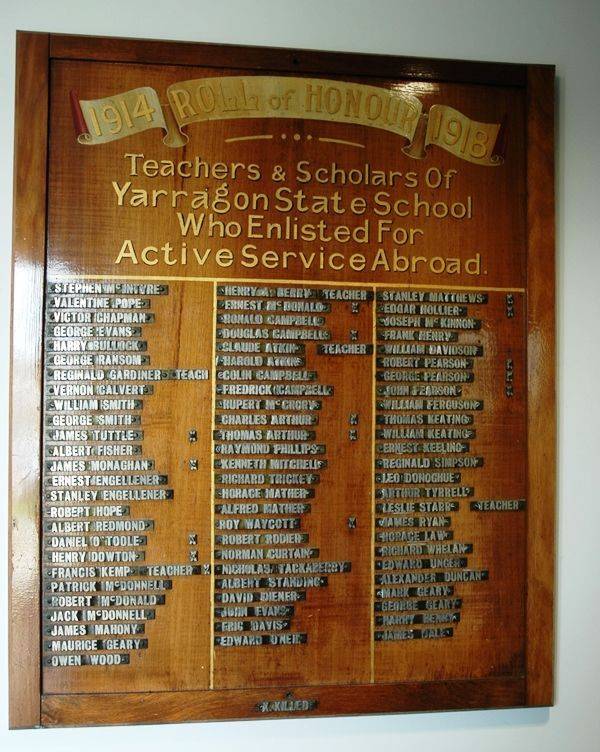 1914 ROLL of HONOUR 1918
Teachers & Scholars Of
Yarragon State School
Who Enlisted For
Active Service Abroad.
STEPHEN McINTYRE
VALENTINE POPE
VICTOR CHAPMAN
GEORGE EVANS
HARRY BULLOCK
GEORGE RANSOM
REGINALD GARDINER TEACH
VERNON CALVERT
WILLIAM SMITH
GEORGE SMITH
JAMES TUTTLE K
ALBERT FISHER
JAMES MONAGHAN K
ERNEST ENGELLENER
STANLEY ENGELLENER
ROBERT HOPE
ALBERT REDMOND
DANIEL O'TOOLE
HENRY DOWTON K
FRANCIS KEMP TEACHER K
PATRICK McDONNELL
ROBERT McDONALD
JACK McDONNELL
JAMES MAHONY
MAURICE GEARY
OWEN WOOD
HENRY A. BERRY TEACHER
ERNEST McDONALD K
RONALD CAMPBELL
DOUGLAS CAMPBELL K
CLAUDE ATKIN TEACHER
HAROLD ATKIN
COLIN CAMPBELL
FREDRICK CAMPBELL
RUPERT McCRORY
CHARLES ARTHUR K
THOMAS ARTHUR K
RAYMOND PHILLIPS
KENNETH MITCHELL
RICHARD TRICKEY
HORACE MATHER
ALFRED MATHER
ROY WAYCOTT K
ROBERT RODIER
NORMAN CURTAIN
NICHOLAS TACKABERRY
ALBERT STANDING
DAVID DIENER
JOHN EVANS
ERIC DAVIS
EDWARD O'NEIL
STANLEY MATTHEWS K
EDGAR HOLLIER K
JOSEPH McKINNON
FRANK HENRY
WILLIAM DAVIDSON
ROBERT PEARSON K
GEORGE PEARSON K
JOHN PEARSON K
WILLIAM FERGUSON
THOMAS KEATING
WILLIAM KEATING
ERNEST KEELING
REGINALD SIMPSON
LEO DONOGHUE
ARTHUR TYRRELL
LESLIE STARR TEACHER
JAMES RYAN
HORACE LAW
RICHARD WHELAN
EDWARD UNGER
ALEXANDER DUNCAN
MARK GEARY
GEORGE GEARY
HARRY HENRY
JAMES DALE
K. KILLED